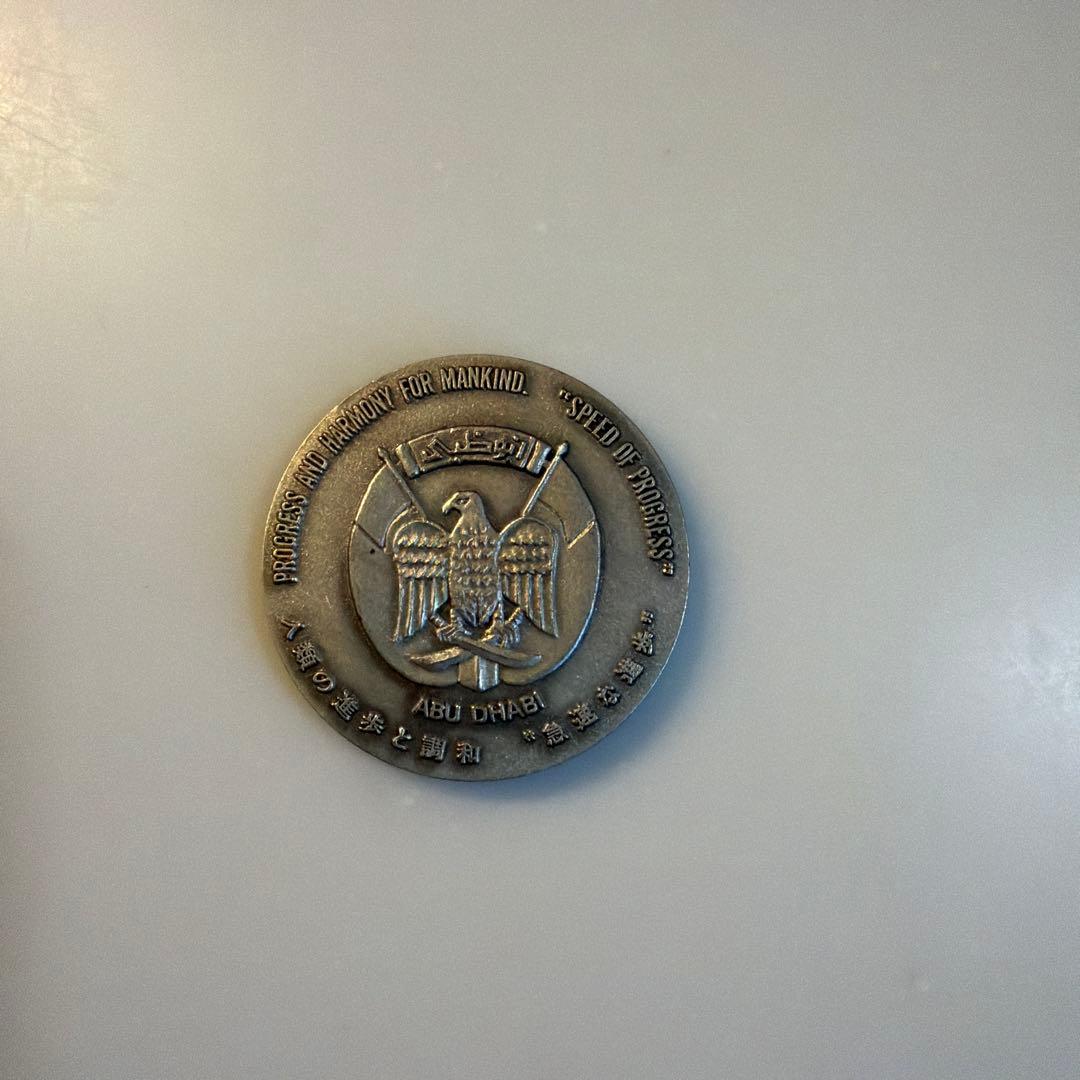 PROGRESS AND HARMONY FOR MANKIND. "SPEED OF PROGRESS"
ابوظبي
ABU DHABI
人類の進歩と調和 "急速な進歩"